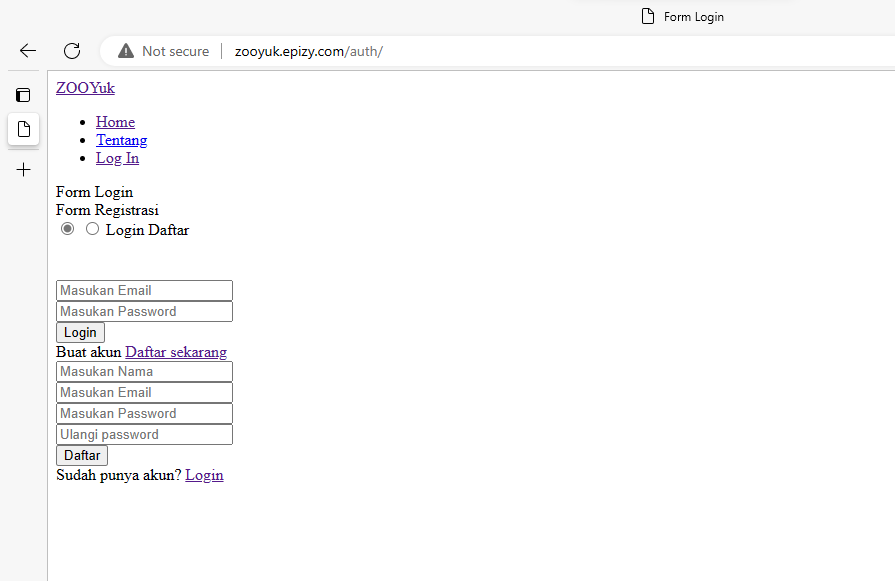 Form Login
Not secure
zooyuk.epizy.com/auth/
ZOOYuk
Home
Tentang
Log In
Form Login
Form Registrasi
Login Daftar
Masukan Email
Masukan Password
Login
Buat akun Daftar sekarang
Masukan Nama
Masukan Email
Masukan Password
Ulangi password
Daftar
Sudah punya akun? Login